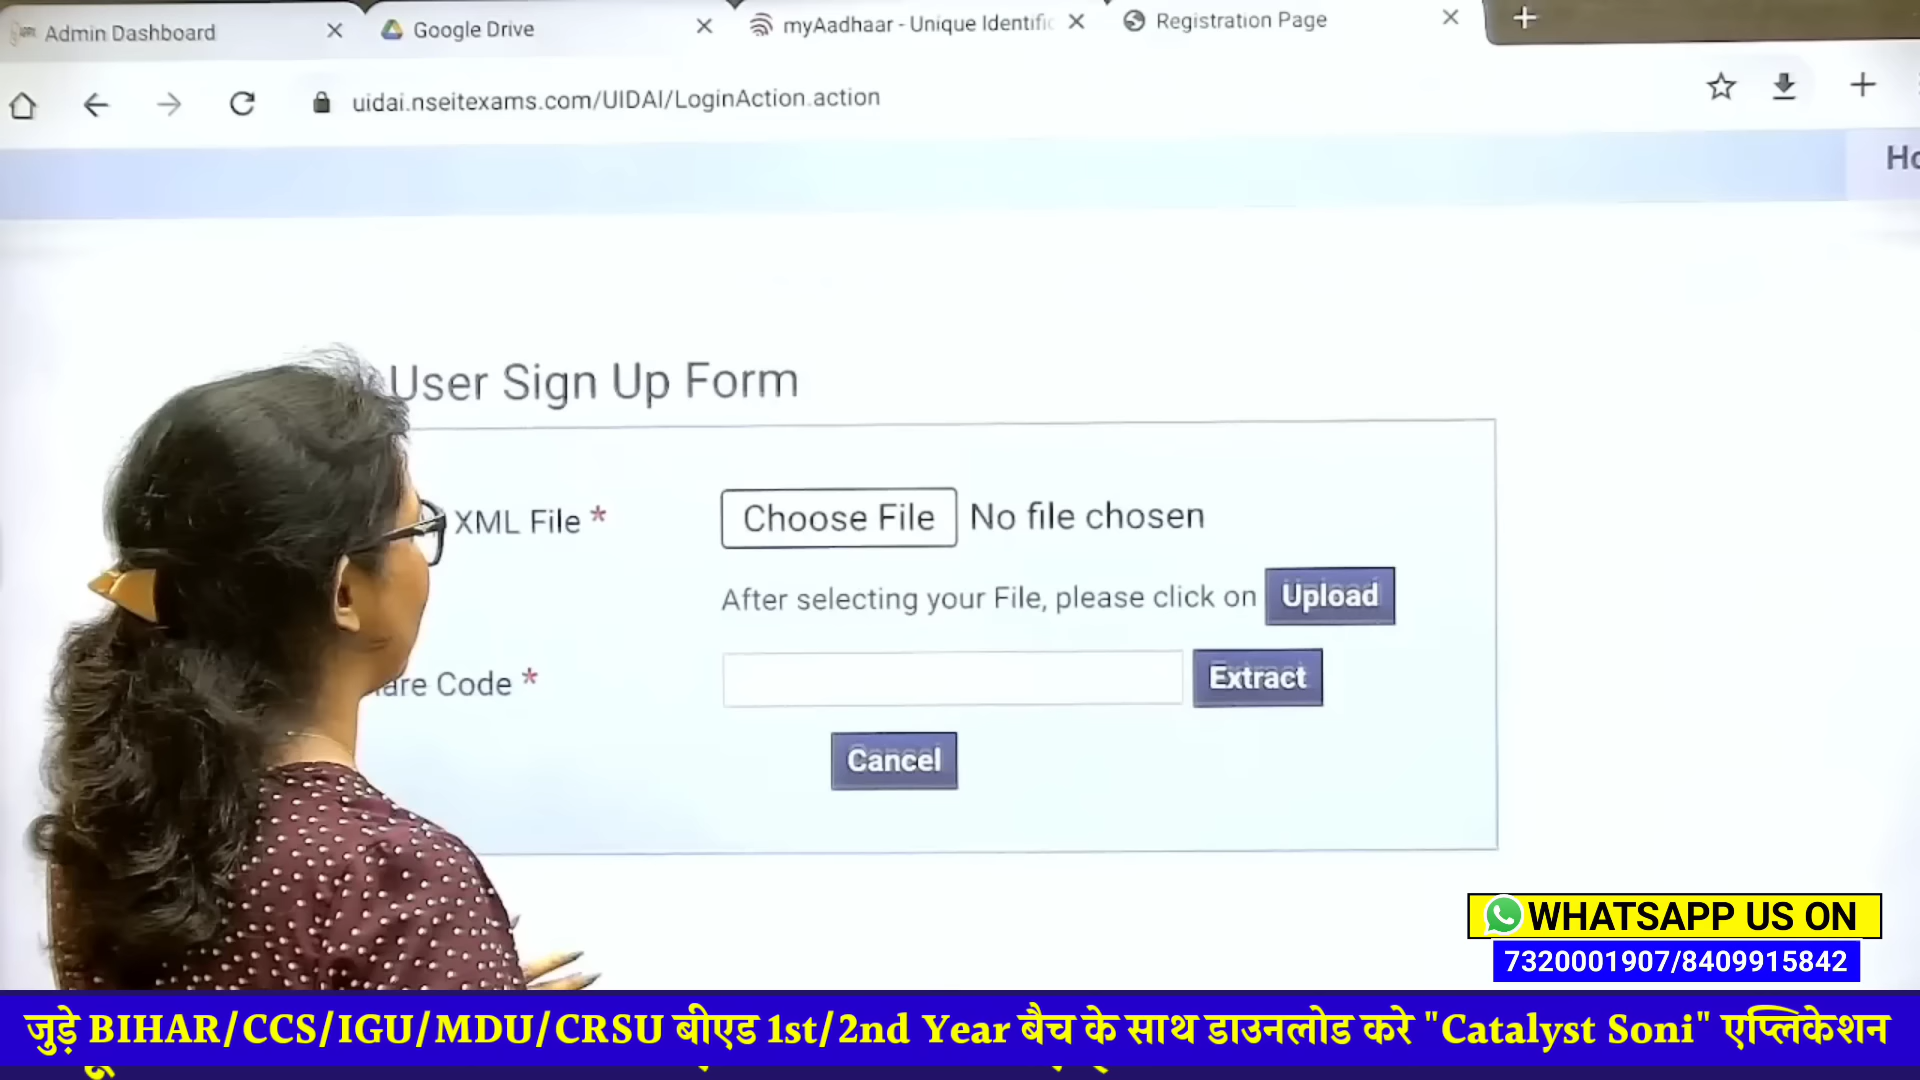 Admin Dashboard
Google Drive
myAadhaar - Unique Identific
Registration Page
uidai.nseitexams.com/UIDAI/LoginAction.action
User Sign Up Form
XML File *
Choose File No file chosen
After selecting your File, please click on Upload
are Code *
Extract
Cancel
WHATSAPP US ON
7320001907/8409915842
जुड़े BIHAR/CCS/IGU/MDU/CRSU बीएड 1st/2nd Year बैच के साथ डाउनलोड करे "Catalyst Soni" एप्लिकेशन